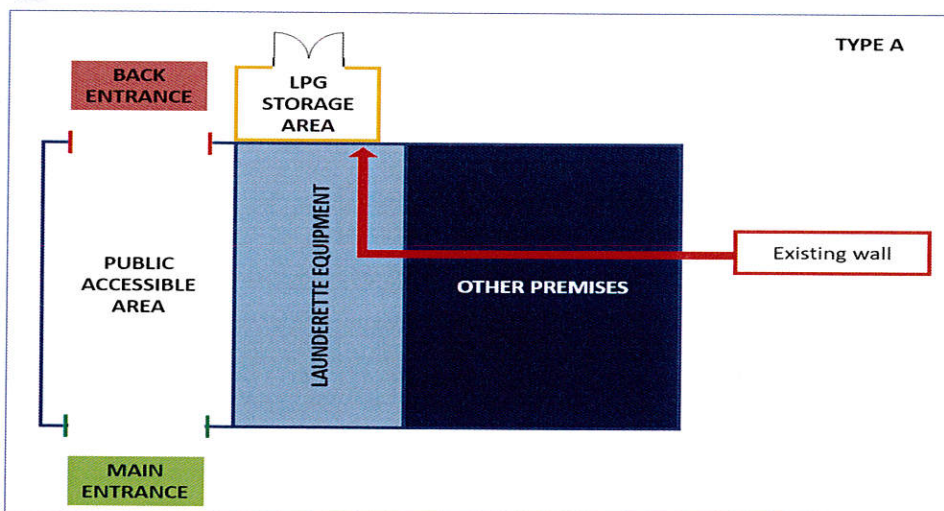 TYPE A
BACK
ENTRANCE
LPG
STORAGE
AREA
PUBLIC
ACCESSIBLE
AREA
LAUNDERETTE EQUIPMENT
OTHER PREMISES
Existing wall
MAIN
ENTRANCE